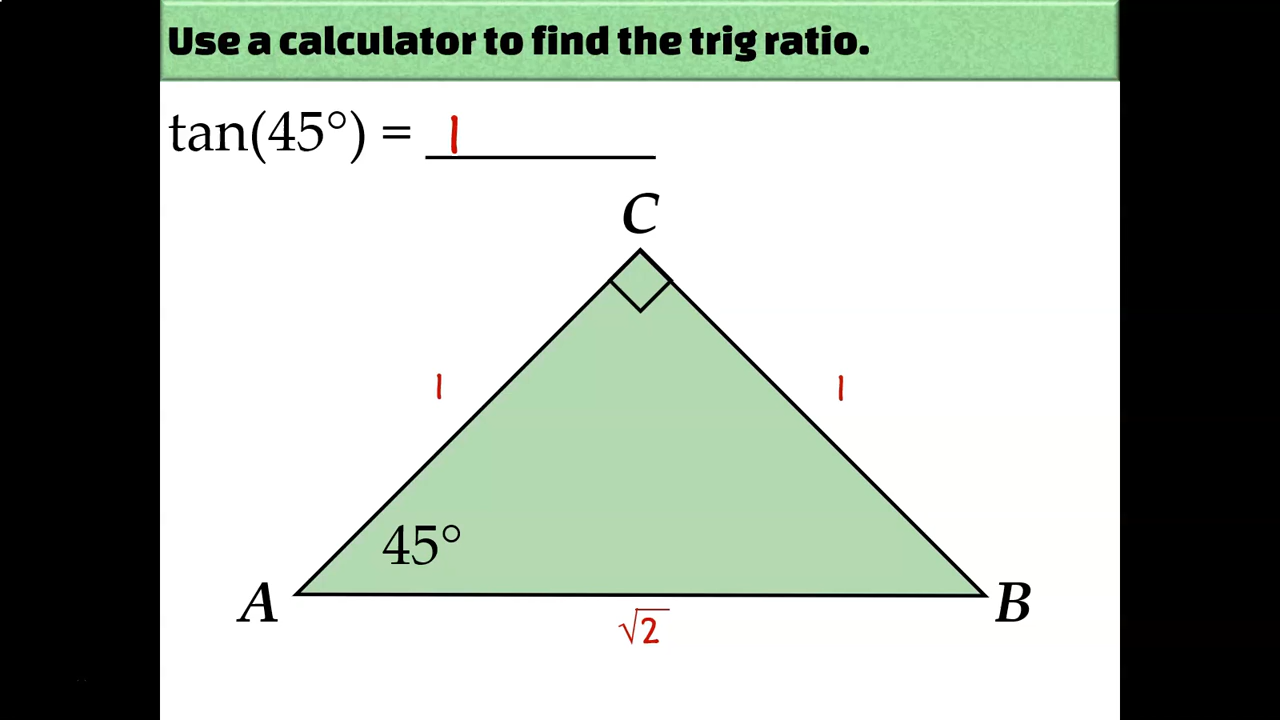 Use a calculator to find the trig ratio.
tan(45°) = 1
C
1
1
45°
A
B
√2